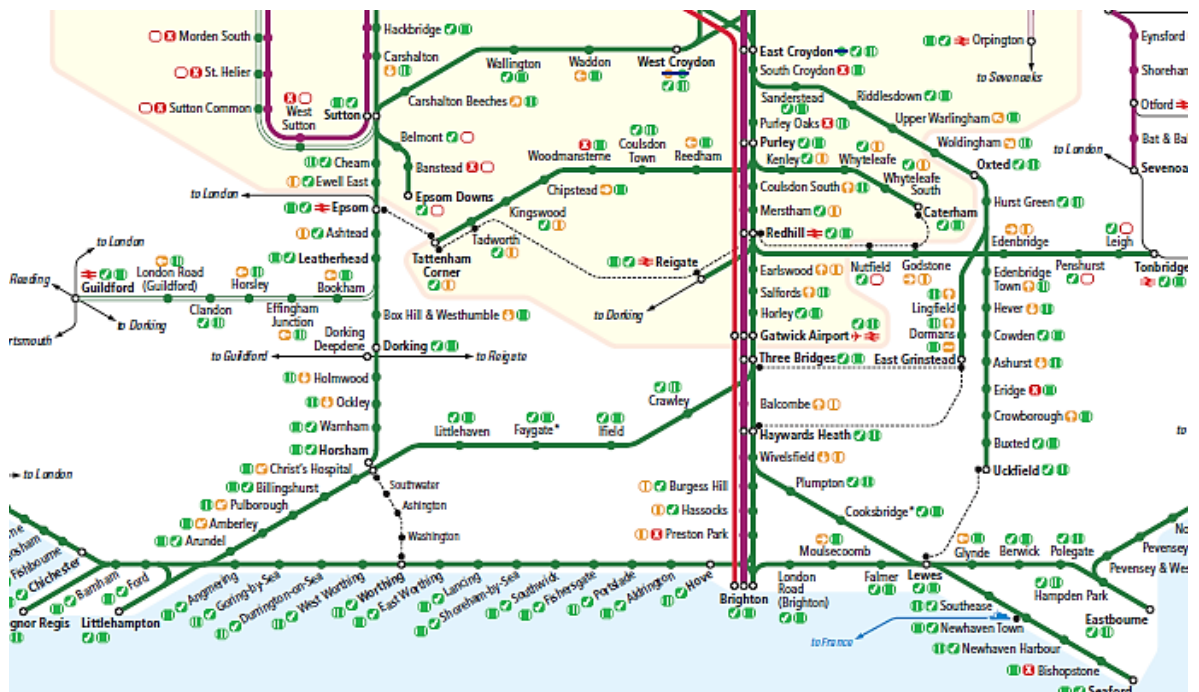 Hackbridge
Morden South
Carshalton
Wallington
Waddon
West Croydon
East Croydon
Orpington
Eynsford
to Sevenoaks
South Croydon
St. Helier
Sanderstead
Riddlesdown
Sutton Common
West
Sutton
Sutton
Carshalton Beeches
Upper Warlingham
Purley Oaks
Belmont
Woodmansterne
Coulsdon
Town
Reedham
Purley
Woldingham
Cheam
Banstead
Kenley
Whyteleafe
Oxted
to London
Ewell East
Chipstead
Whyteleafe
South
Coulsdon South
to London
Epsom Downs
Hurst Green
Epsom
Kingswood
Merstham
Caterham
Ashtead
Tadworth
Redhill
Edenbridge
Leigh
to London
Leatherhead
Tattenham
Corner
Reigate
Nutfield
Godstone
Penshurst
Tonbridge
Reading
Guildford
London Road
(Guildford)
Horsley
Bookham
Earlswood
Edenbridge
Town
Salfords
Lingfield
Hever
Clandon
Effingham
Junction
to Dorking
Box Hill & Westhumble
to Dorking
Horley
Dormans
Cowden
Dorking
Deepdene
Dorking
Gatwick Airport
to Guildford
to Reigate
Three Bridges
East Grinstead
Ashurst
Holmwood
Eridge
Ockley
Crawley
Balcombe
Crowborough
Warnham
Littlehaven
Faygate*
Ifield
Haywards Heath
Buxted
Horsham
Wivelsfield
Uckfield
to London
Christ's Hospital
Southwater
Billingshurst
Burgess Hill
Plumpton
Pulborough
Ashington
Hassocks
Cooksbridge*
Amberley
Washington
Preston Park
Arundel
Moulsecoomb
Glynde
Berwick
Polegate
Fishbourne
Chichester
Barnham
Ford
Angmering
Goring-by-Sea
Durrington-on-Sea
West Worthing
Worthing
East Worthing
Lancing
Shoreham-by-Sea
Southwick
Fishersgate
Portslade
Aldrington
Hove
Brighton
London
Road
(Brighton)
Falmer
Lewes
Hampden Park
Pevensey & Wes
Littlehampton
gnor Regis
Southease
Eastbourne
to France
Newhaven Town
Newhaven Harbour
Bishopstone
Seaford
Otford
Bat & Bal
Sevenoa
Shoreham
Pevensey